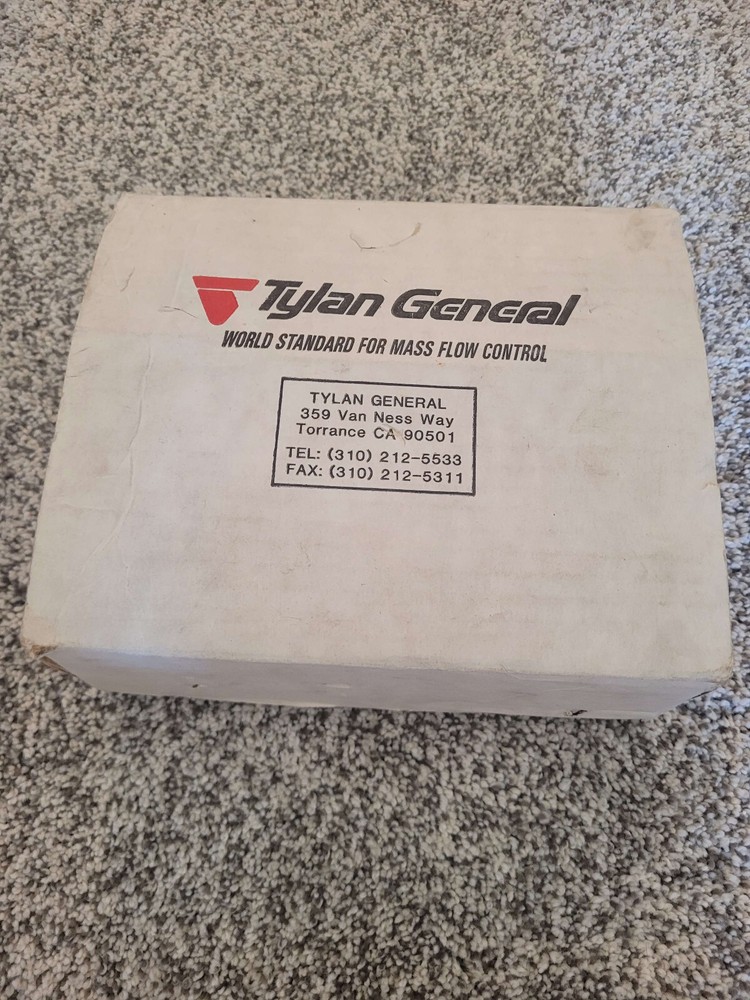 Tylan General
WORLD STANDARD FOR MASS FLOW CONTROL
TYLAN GENERAL
359 Van Ness Way
Torrance CA 90501
TEL: (310) 212-5533
FAX: (310) 212-5311